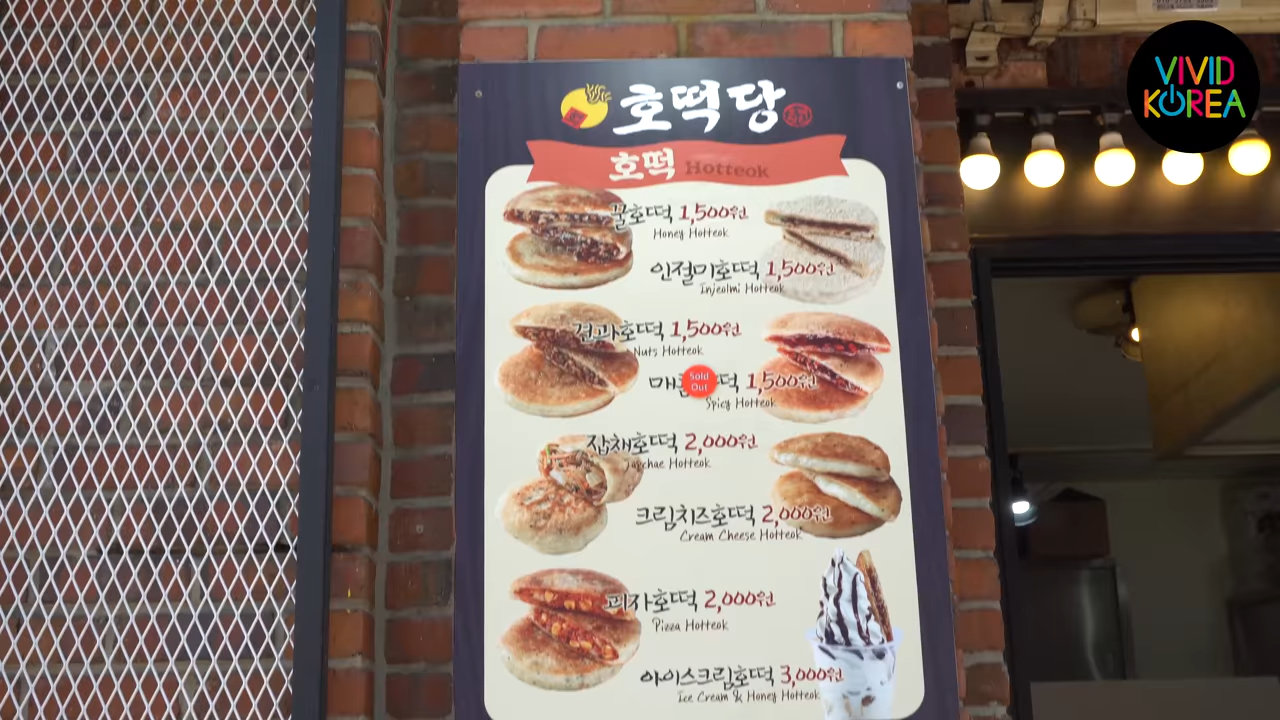 VIVID
KOREA
호떡당
호떡 Hotteok
꿀호떡 1,500원
Honey Hotteok
인절미호떡 1,500원
Injeolmi Hotteok
견과호떡 1,500원
Nuts Hotteok
Sold
Out
떡 1,500원
Spicy Hotteok
잡채호떡 2,000원
Japchae Hotteok
크림치즈호떡 2,000원
Cream Cheese Hotteok
피자호떡 2,000원
Pizza Hotteok
아이스크림호떡 3,000원
Ice Cream & Honey Hotteok